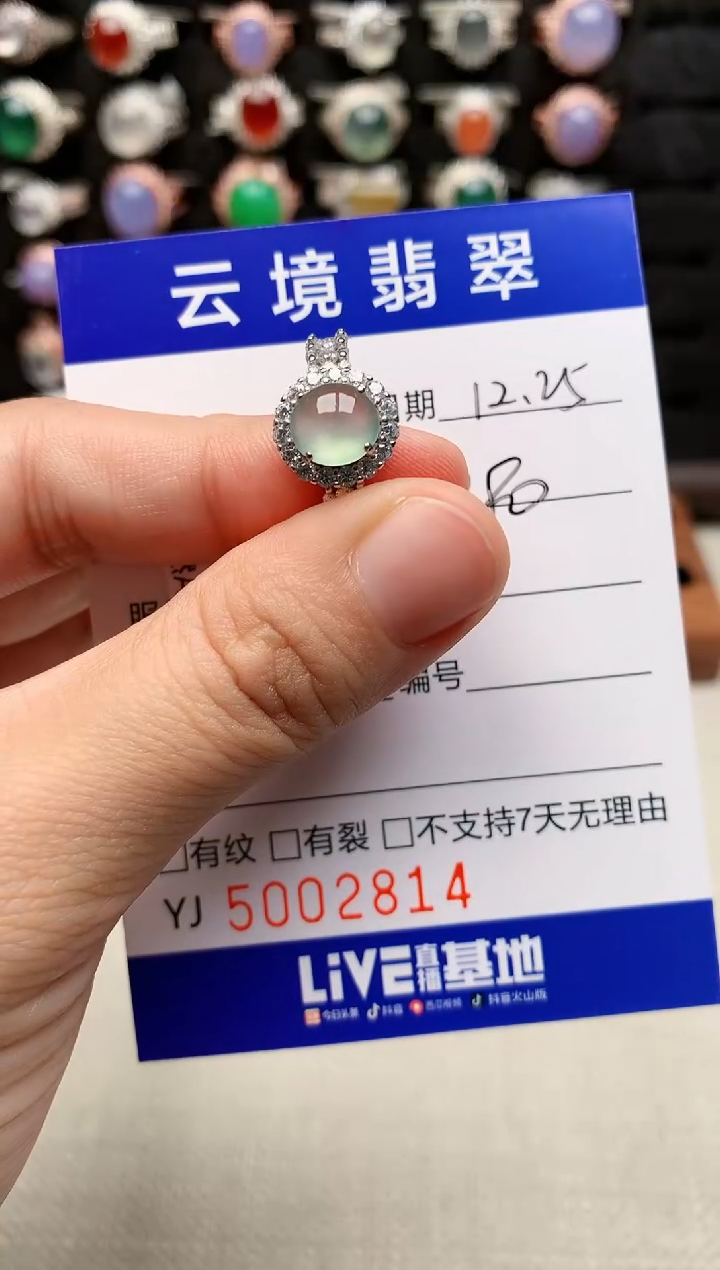 云境翡翠
期 12.25
服
编号
□有纹 □有裂 □不支持7天无理由
YJ 5002814
LiVE直播基地
今日头条 抖音 西瓜视频 抖音火山版